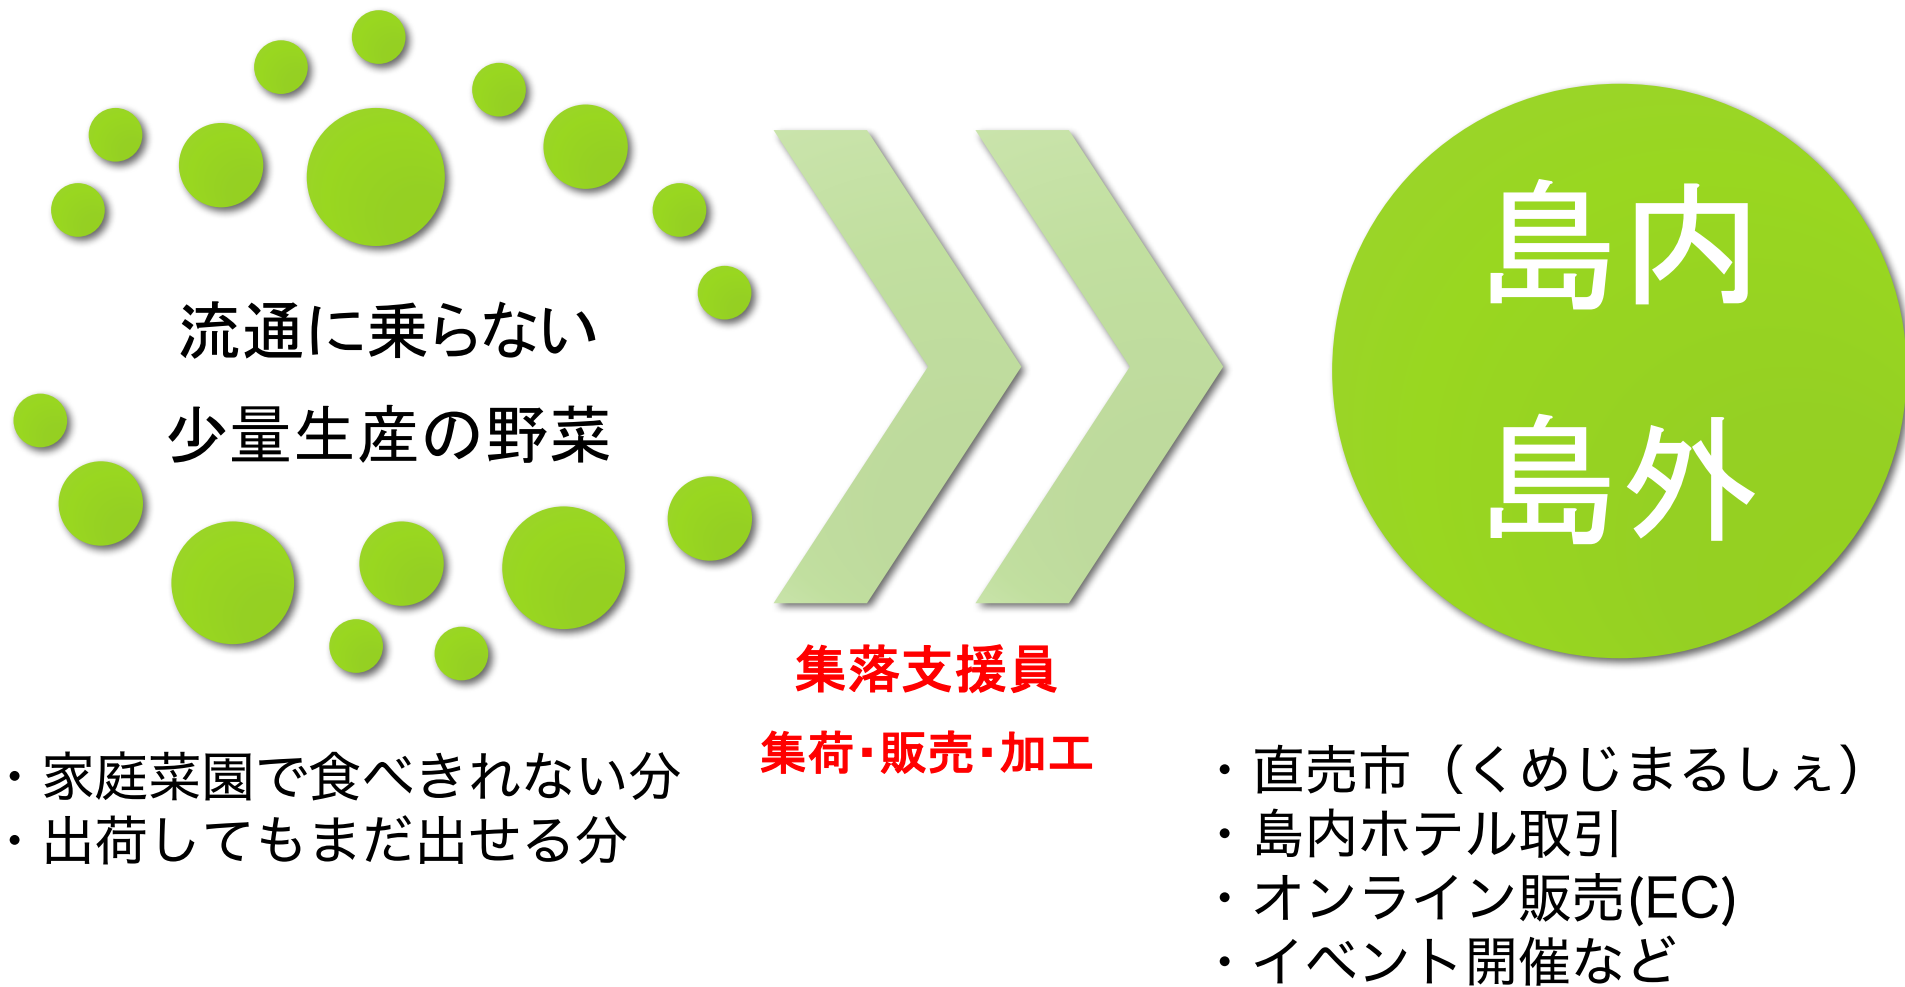 流通に乗らない
少量生産の野菜
・家庭菜園で食べきれない分
・出荷してもまだ出せる分
集落支援員
集荷・販売・加工
島内
島外
・直売市（くめじまるしぇ）
・島内ホテル取引
・オンライン販売(EC)
・イベント開催など